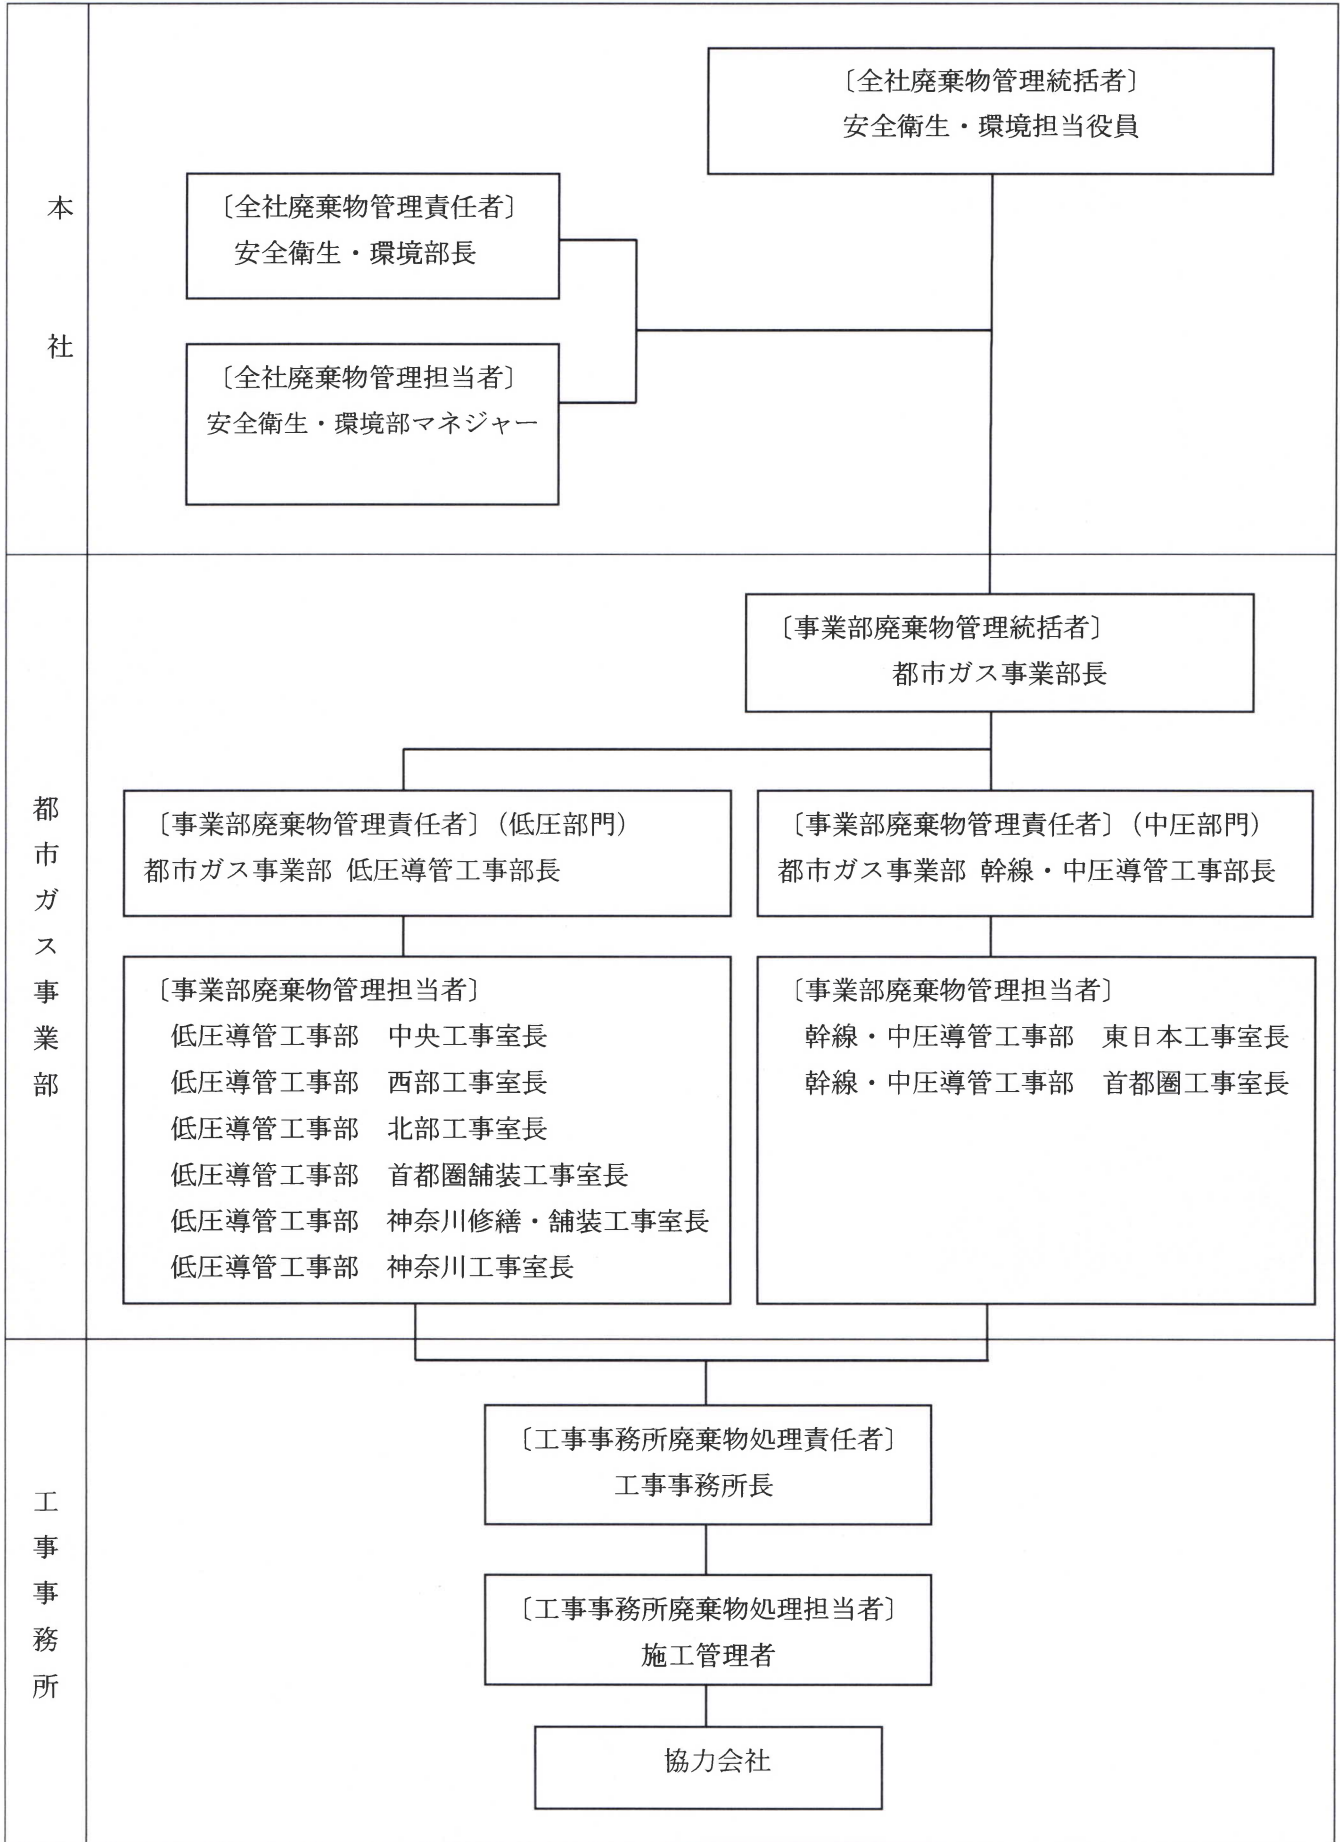 本社
〔全社廃棄物管理統括者〕
安全衛生・環境担当役員
〔全社廃棄物管理責任者〕
安全衛生・環境部長
〔全社廃棄物管理担当者〕
安全衛生・環境部マネジャー
都市ガス事業部
〔事業部廃棄物管理統括者〕
都市ガス事業部長
〔事業部廃棄物管理責任者〕（低圧部門）
都市ガス事業部 低圧導管工事部長
〔事業部廃棄物管理責任者〕（中圧部門）
都市ガス事業部 幹線・中圧導管工事部長
〔事業部廃棄物管理担当者〕
低圧導管工事部　中央工事室長
低圧導管工事部　西部工事室長
低圧導管工事部　北部工事室長
低圧導管工事部　首都圏舗装工事室長
低圧導管工事部　神奈川修繕・舗装工事室長
低圧導管工事部　神奈川工事室長
〔事業部廃棄物管理担当者〕
幹線・中圧導管工事部　東日本工事室長
幹線・中圧導管工事部　首都圏工事室長
工事事務所
〔工事事務所廃棄物処理責任者〕
工事事務所長
〔工事事務所廃棄物処理担当者〕
施工管理者
協力会社